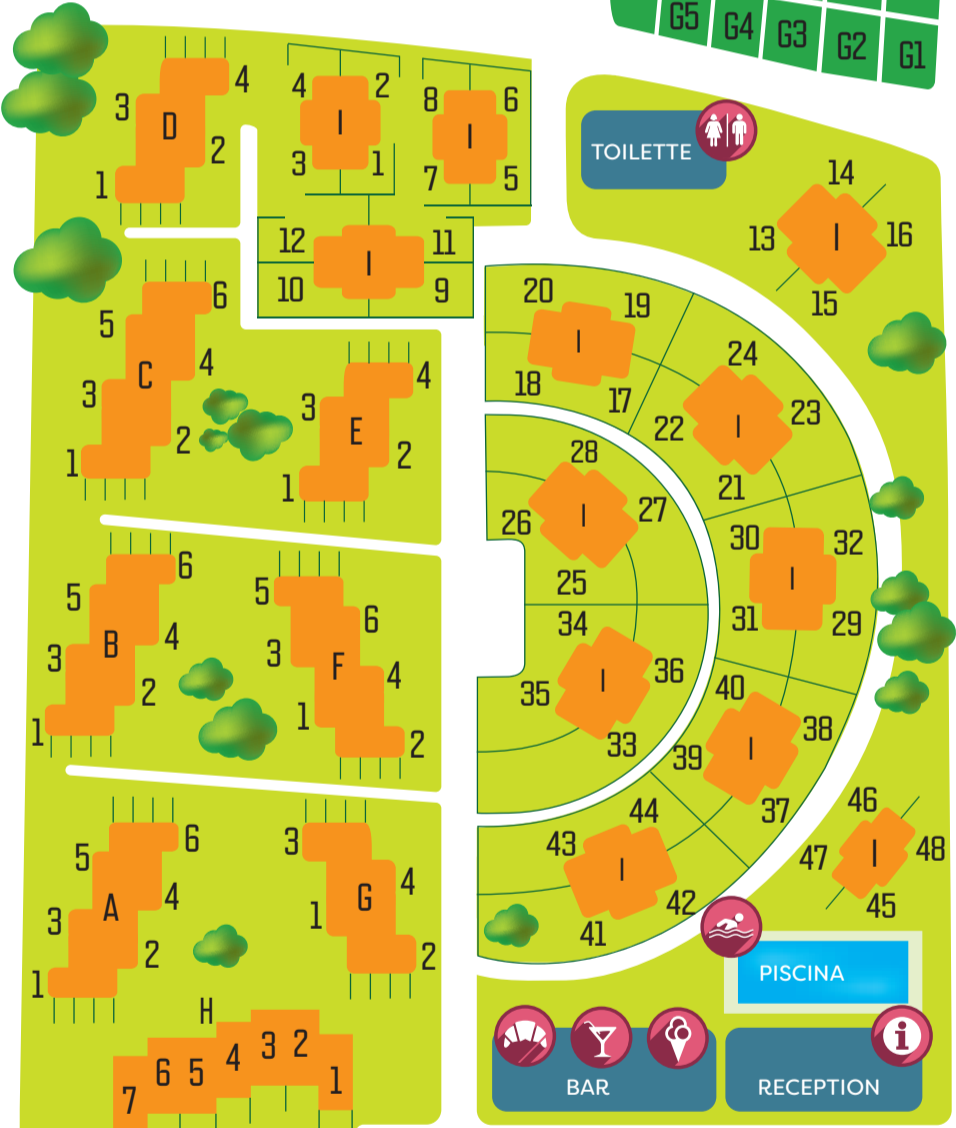 G5 G4 G3 G2 G1
D 3 4 2 1
I 4 2 3 1
I 8 6 7 5
TOILETTE
I 14 13 16 15
I 12 11 10 9
C 6 5 4 3 2 1
E 4 3 2 1
I 20 19 18 17
I 24 23 22 21
I 28 27 26 25
I 30 32 31 29
B 6 5 4 3 2 1
F 5 6 3 4 1 2
I 34 36 35 33
I 40 38 39 37
I 44 43 42 41
I 46 48 47 45
A 6 5 4 3 2 1
G 3 4 1 2
H
7 6 5 4 3 2 1
PISCINA
BAR
i
RECEPTION